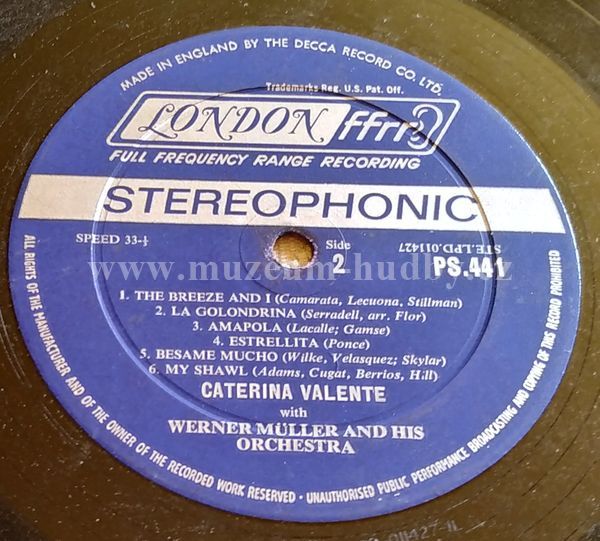 MADE IN ENGLAND BY THE DECCA RECORD CO. LTD.
Trademarks Reg. U.S. Pat. Off.
LONDON ffrr
FULL FREQUENCY RANGE RECORDING
STEREOPHONIC
SPEED 33-⅓
Side
2
STE.LPD.011427
PS.441
www.muzeum-hudby.cz
1. THE BREEZE AND I (Camarata, Lecuona, Stillman)
2. LA GOLONDRINA (Serradell, arr. Flor)
3. AMAPOLA (Lacalle; Gamse)
4. ESTRELLITA (Ponce)
5. BESAME MUCHO (Wilke, Velasquez; Skylar)
6. MY SHAWL (Adams, Cugat, Berrios, Hill)
CATERINA VALENTE
with
WERNER MÜLLER AND HIS
ORCHESTRA
ALL RIGHTS OF THE MANUFACTURER AND OF THE OWNER OF THE RECORDED WORK RESERVED • UNAUTHORISED PUBLIC PERFORMANCE BROADCASTING AND COPYING OF THIS RECORD PROHIBITED